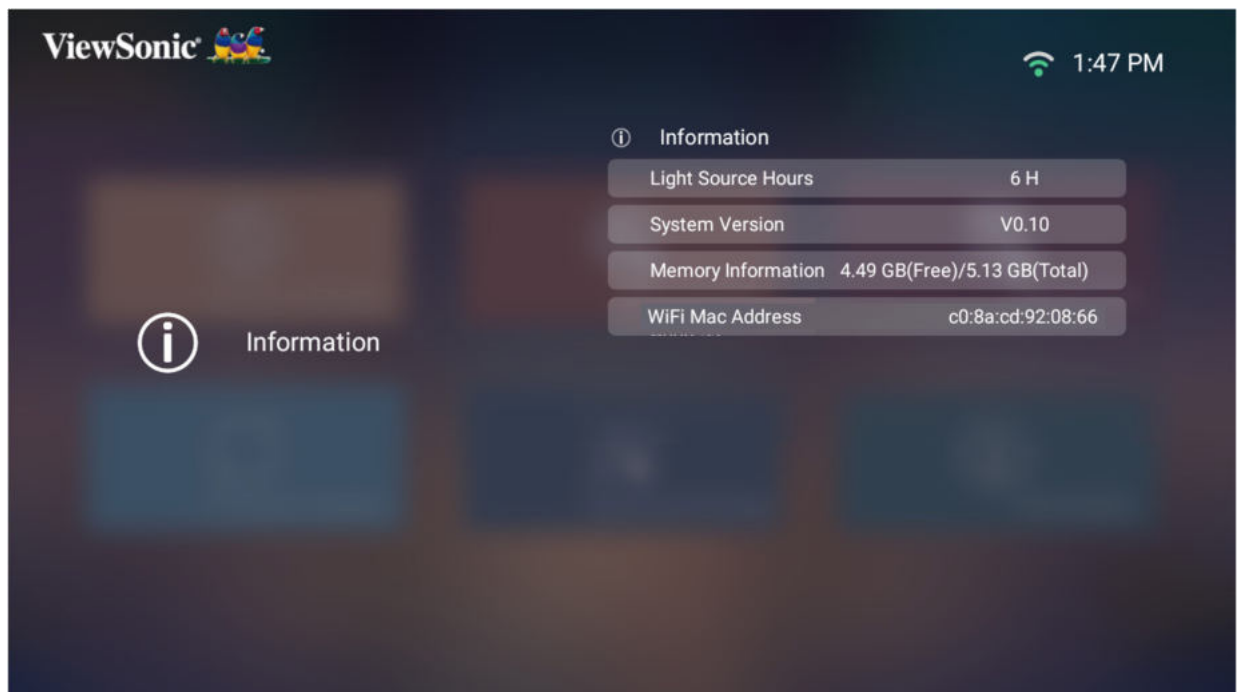 ViewSonic
1:47 PM
Information
Light Source Hours 6 H
System Version V0.10
Memory Information 4.49 GB(Free)/5.13 GB(Total)
WiFi Mac Address c0:8a:cd:92:08:66
Information